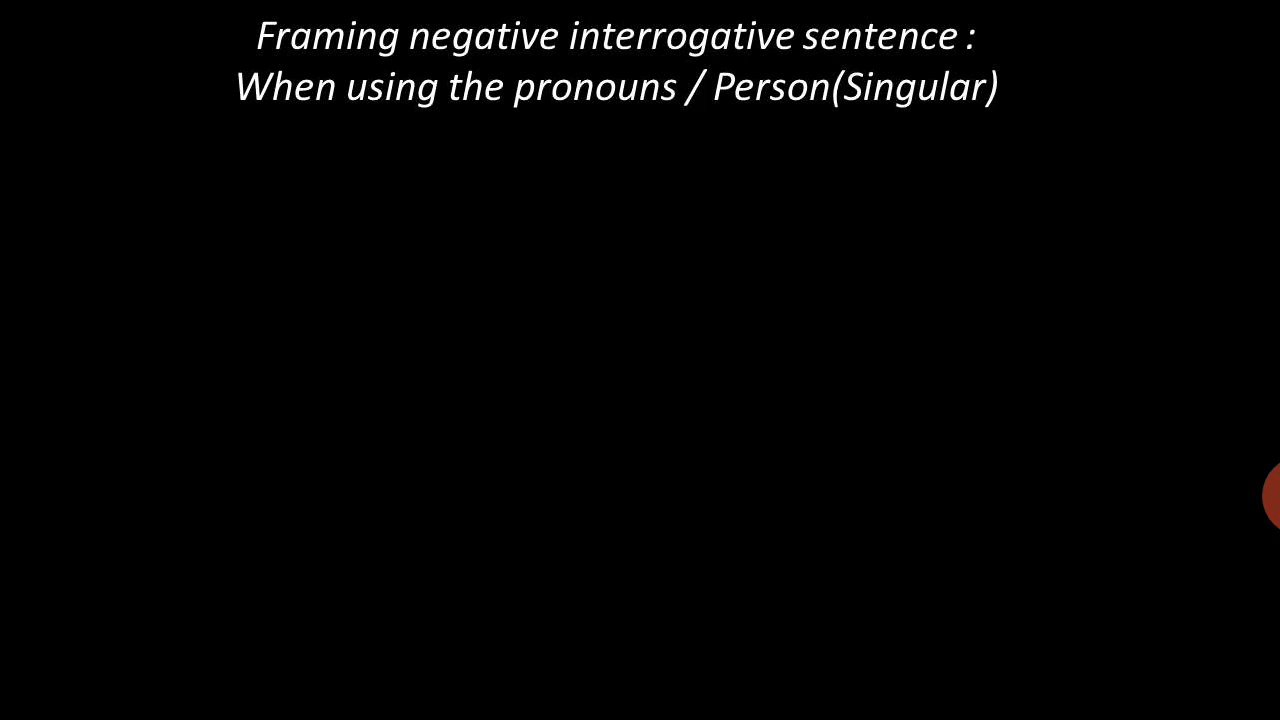 Framing negative interrogative sentence :
When using the pronouns / Person(Singular)